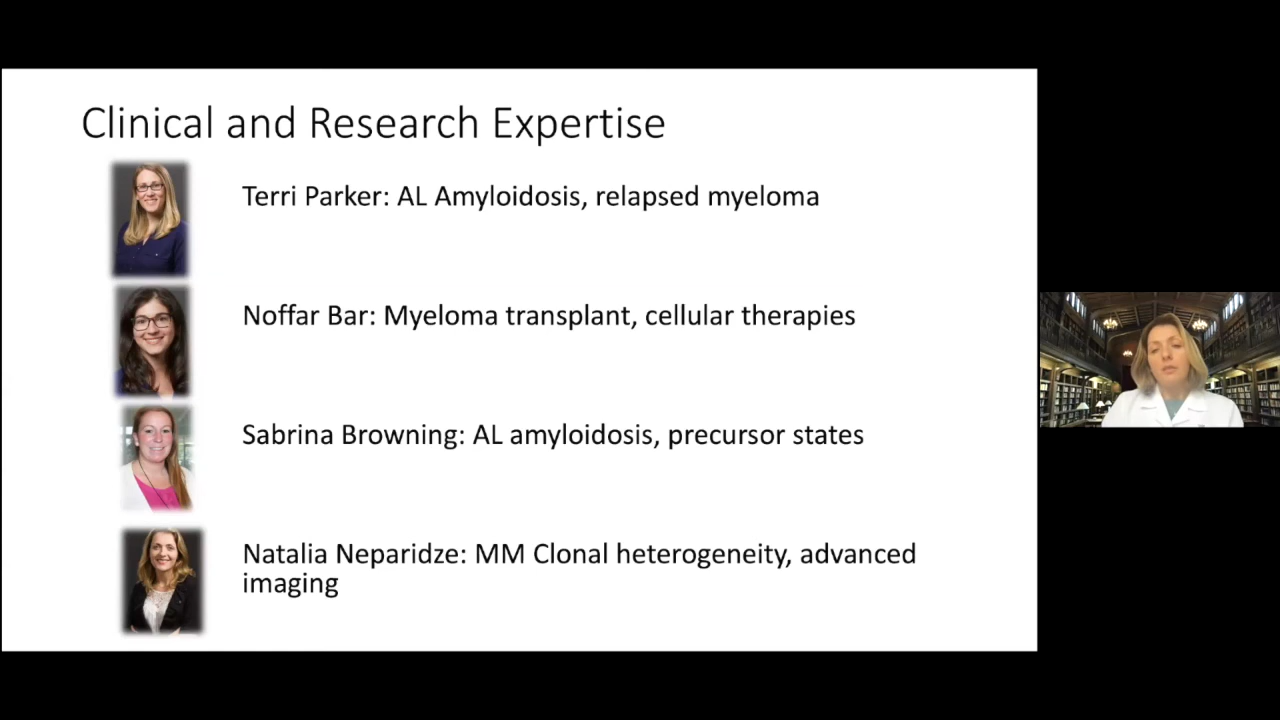 Clinical and Research Expertise
Terri Parker: AL Amyloidosis, relapsed myeloma
Noffar Bar: Myeloma transplant, cellular therapies
Sabrina Browning: AL amyloidosis, precursor states
Natalia Neparidze: MM Clonal heterogeneity, advanced
imaging